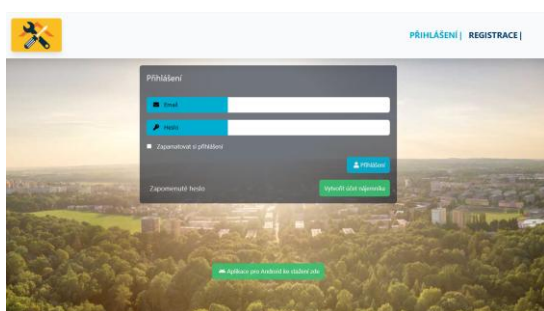 PŘIHLÁŠENÍ | REGISTRACE |
Přihlášení
Email
Heslo
Zapamatovat si přihlášení
Přihlášení
Zapomenuté heslo
Vytvořit účet nájemníka
Aplikace pro Android ke stažení zde